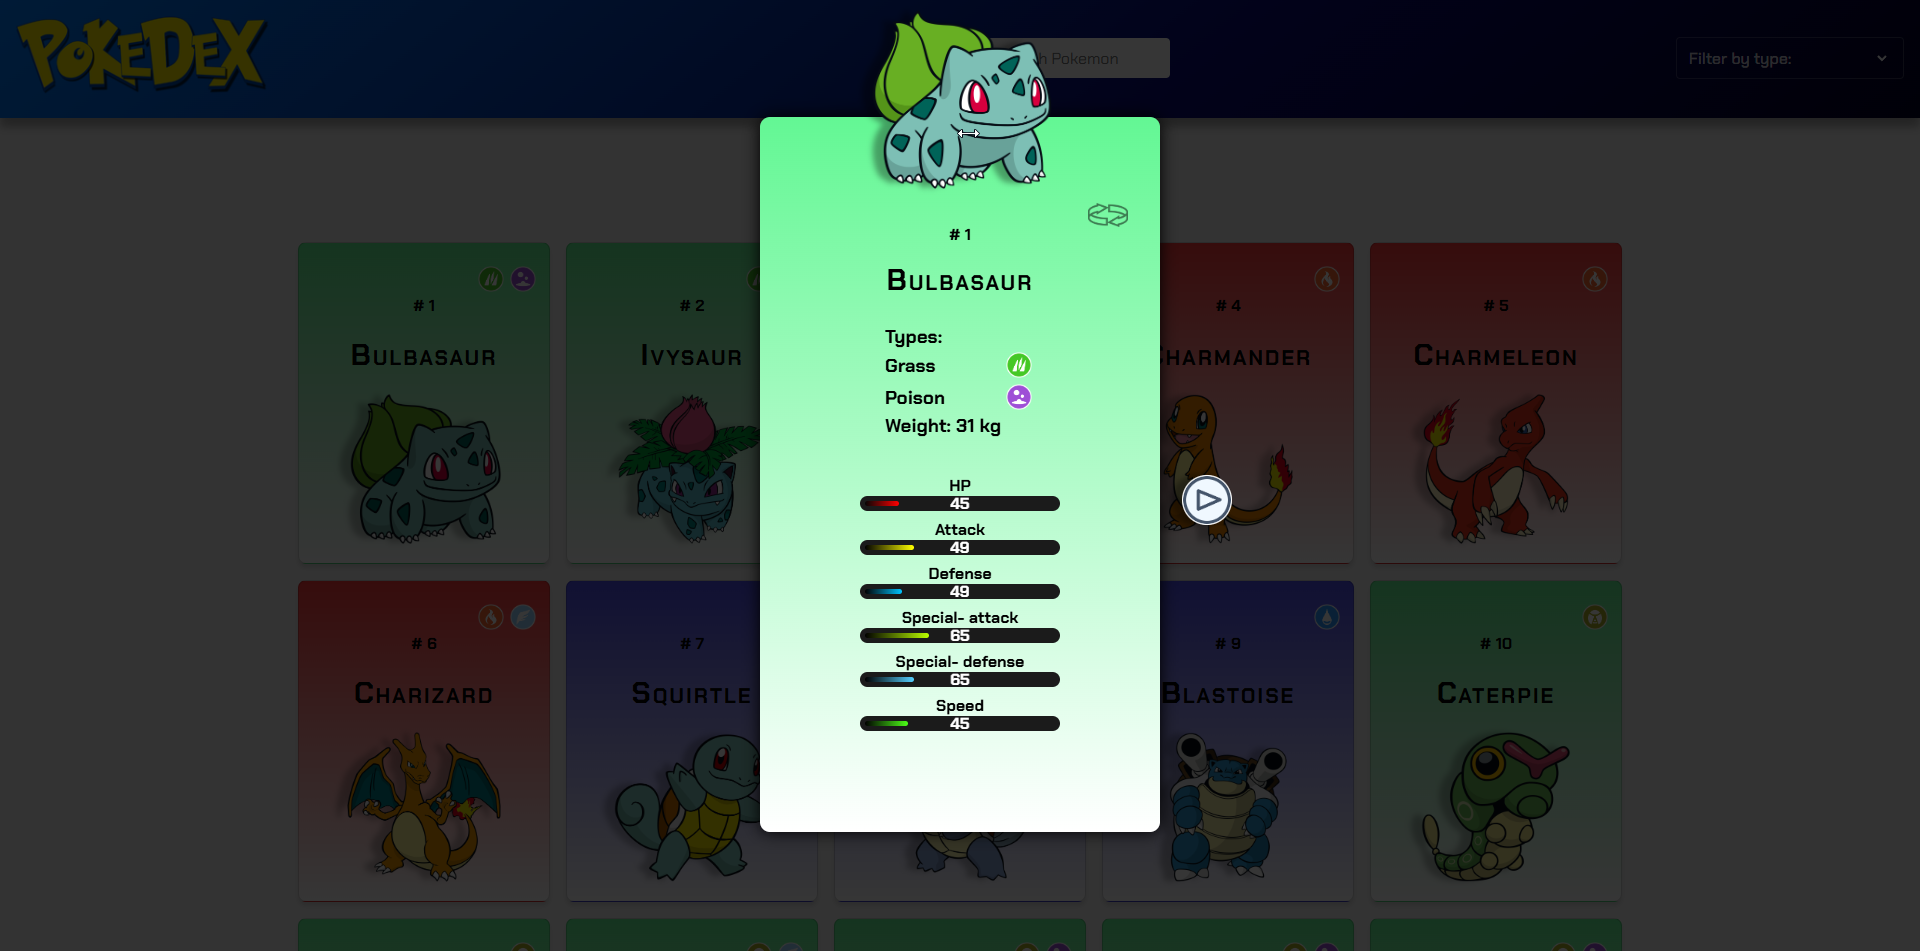 POKEDEX
h Pokemon
Filter by type:
# 1
BULBASAUR
Types:
Grass
Poison
Weight: 31 kg
HP
45
Attack
49
Defense
49
Special- attack
65
Special- defense
65
Speed
45
# 1
BULBASAUR
# 2
IVYSAUR
# 4
CHARMANDER
# 5
CHARMELEON
# 6
CHARIZARD
# 7
SQUIRTLE
# 9
BLASTOISE
# 10
CATERPIE